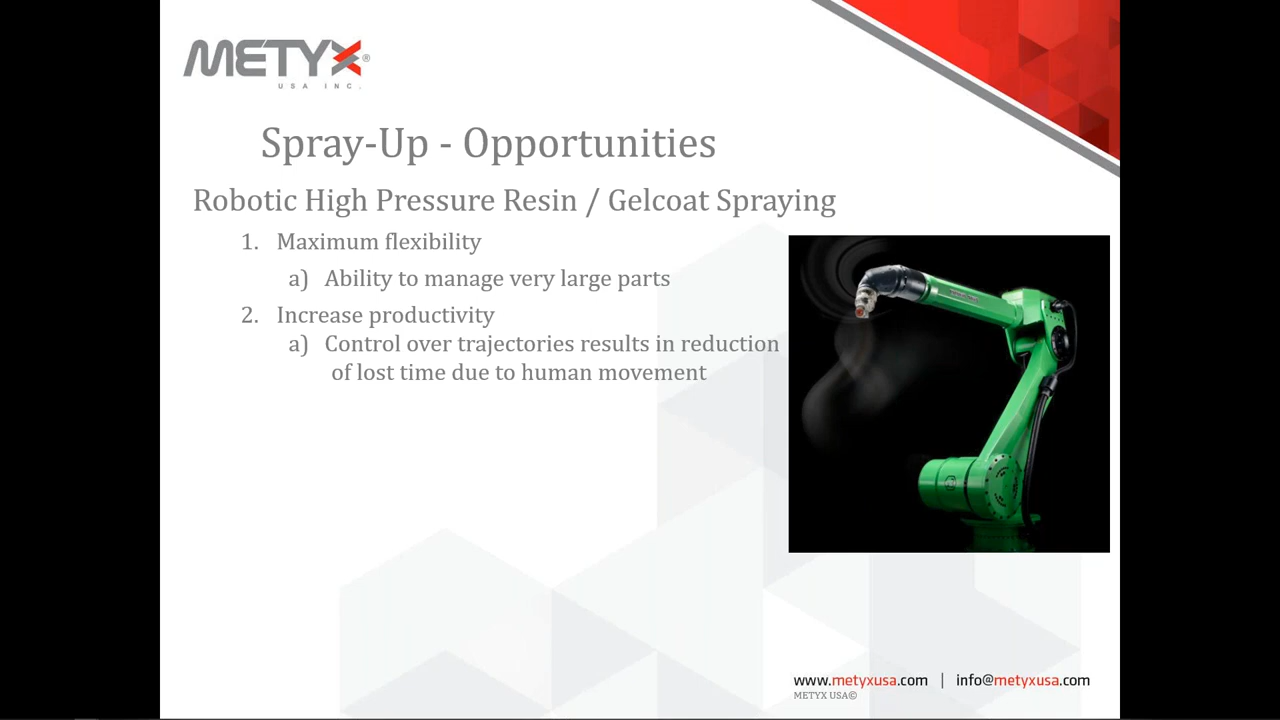 METYX®
USA INC.
Spray-Up - Opportunities
Robotic High Pressure Resin / Gelcoat Spraying
1. Maximum flexibility
a) Ability to manage very large parts
2. Increase productivity
a) Control over trajectories results in reduction
of lost time due to human movement
www.metyxusa.com | info@metyxusa.com
METYX USA©